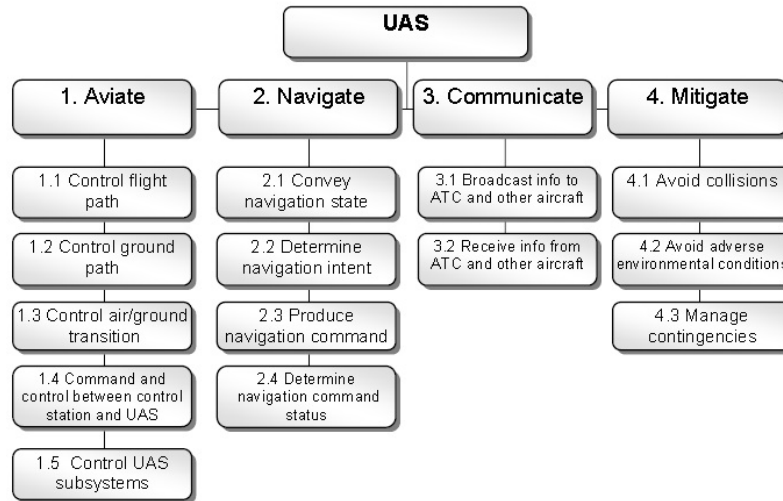 UAS
1. Aviate
2. Navigate
3. Communicate
4. Mitigate
1.1 Control flight
path
1.2 Control ground
path
1.3 Control air/ground
transition
1.4 Command and
control between control
station and UAS
1.5 Control UAS
subsystems
2.1 Convey
navigation state
2.2 Determine
navigation intent
2.3 Produce
navigation command
2.4 Determine
navigation command
status
3.1 Broadcast info to
ATC and other aircraft
3.2 Receive info from
ATC and other aircraft
4.1 Avoid collisions
4.2 Avoid adverse
environmental conditions
4.3 Manage
contingencies